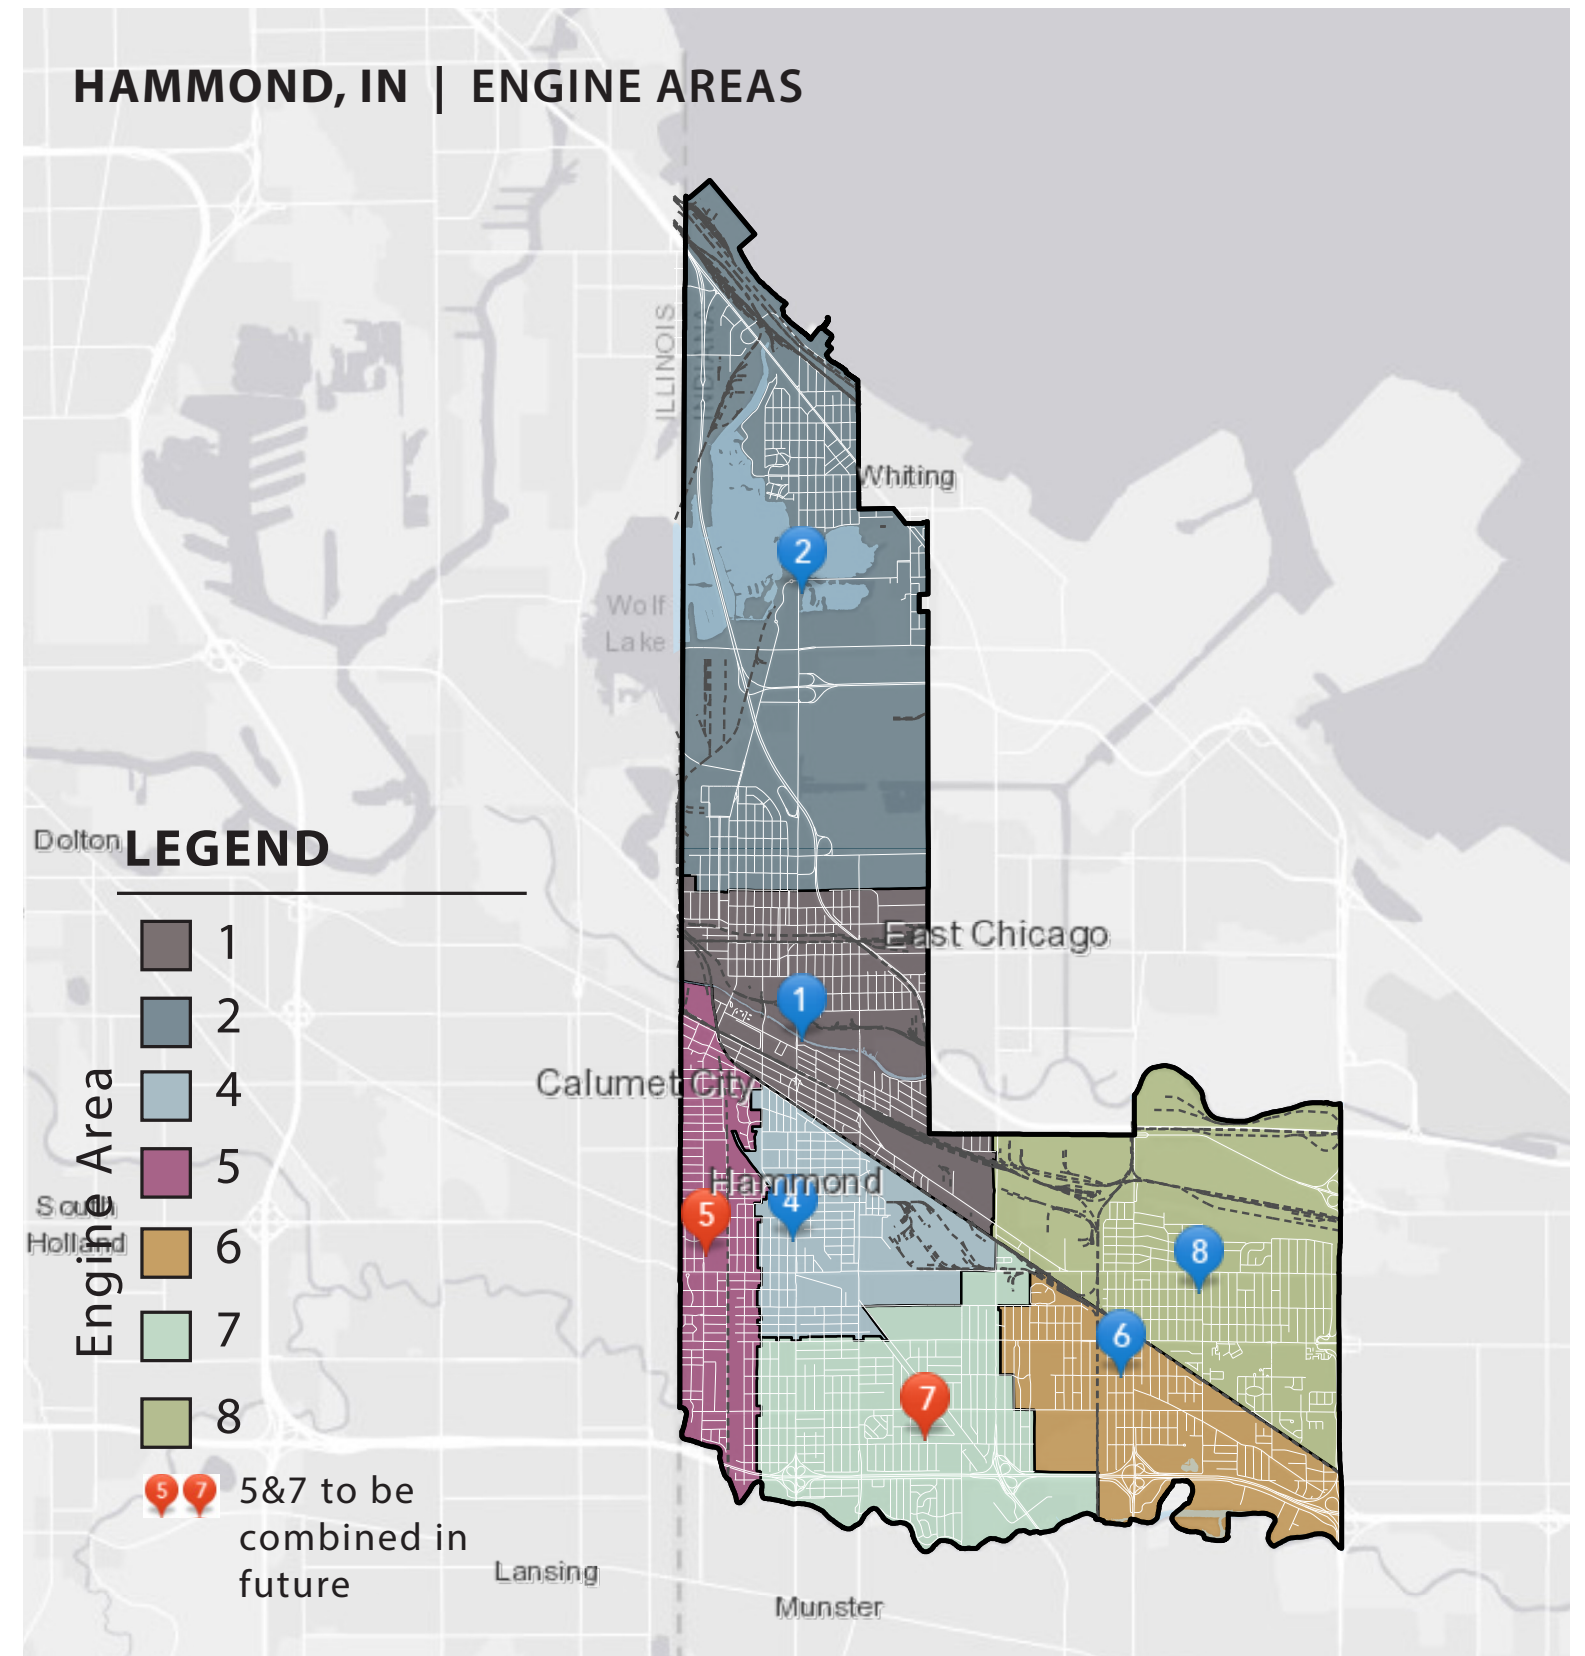 HAMMOND, IN | ENGINE AREAS
ILLINOIS
INDIANA
Whiting
2
Wolf
Lake
Dolton
LEGEND
East Chicago
1
1
2
Calumet City
4
Engine Area
Hammond
5
5
4
South
Holland
6
8
7
6
7
8
5 7 5&7 to be
combined in
future
Lansing
Munster